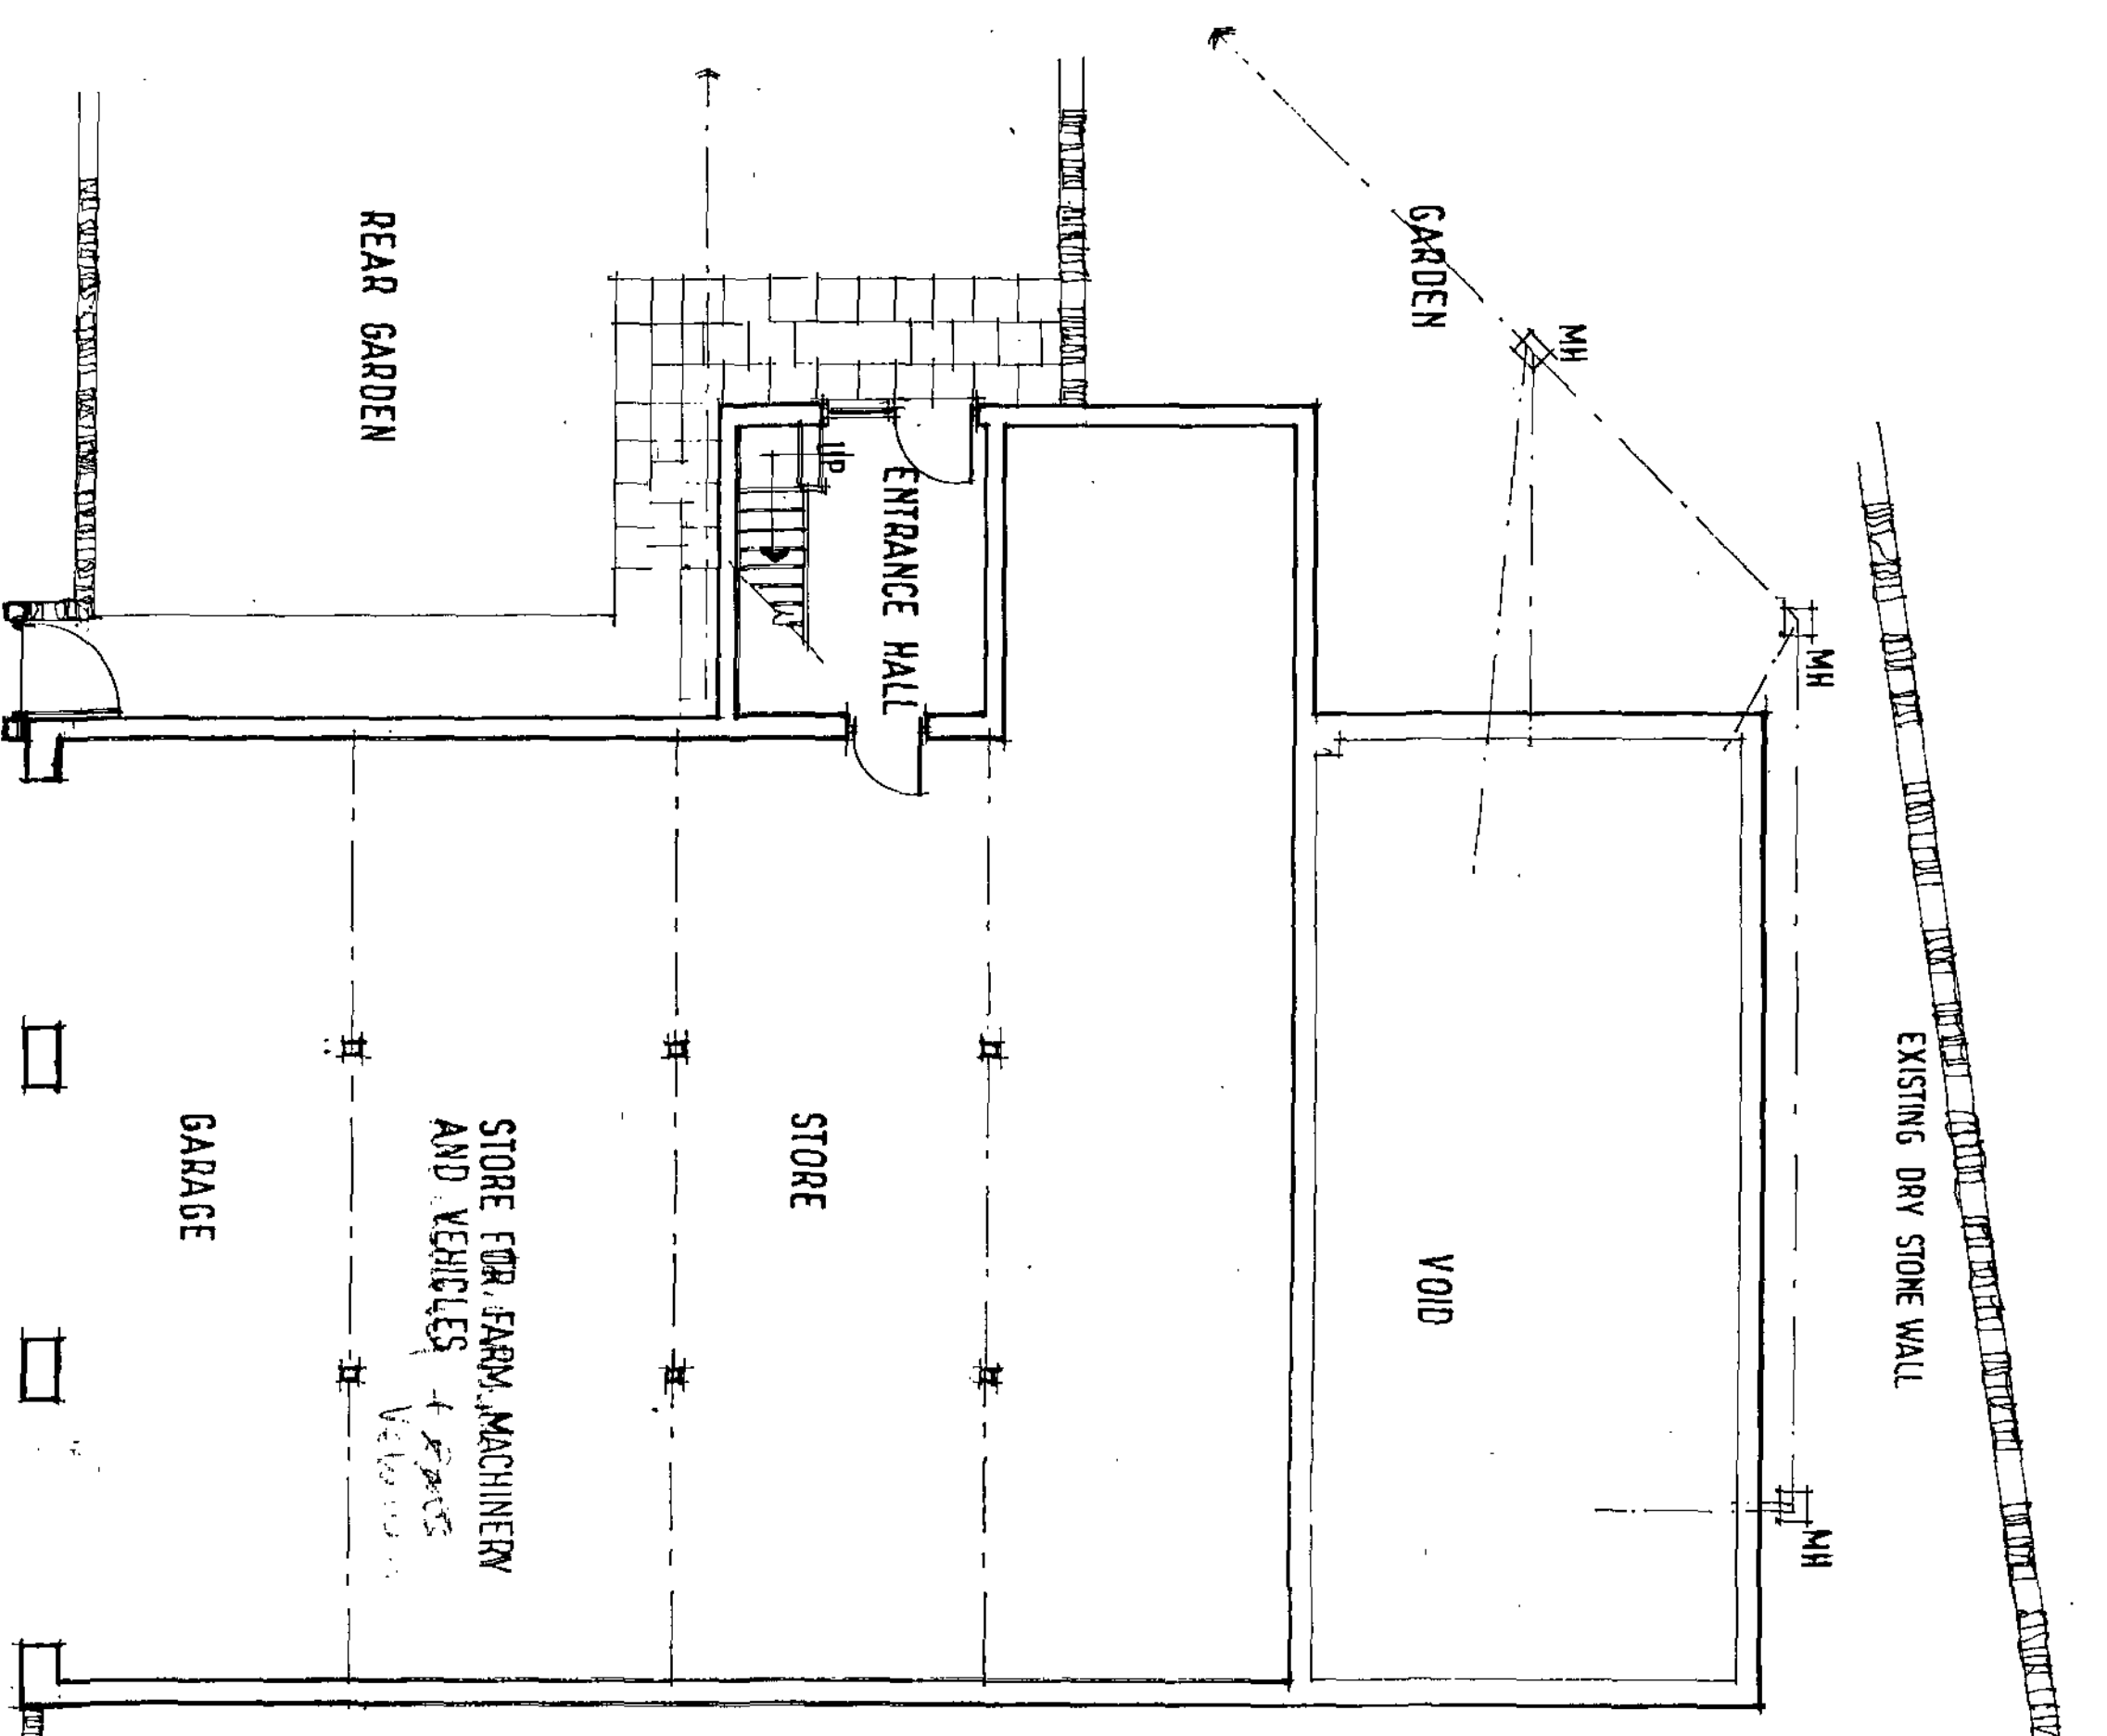 EXISTING DRY STONE WALL
MH
MH
MH
GARDEN
VOID
ENTRANCE HALL
UP
STORE
STORE FOR FARM MACHINERY
AND VEHICLES +
REAR GARDEN
GARAGE